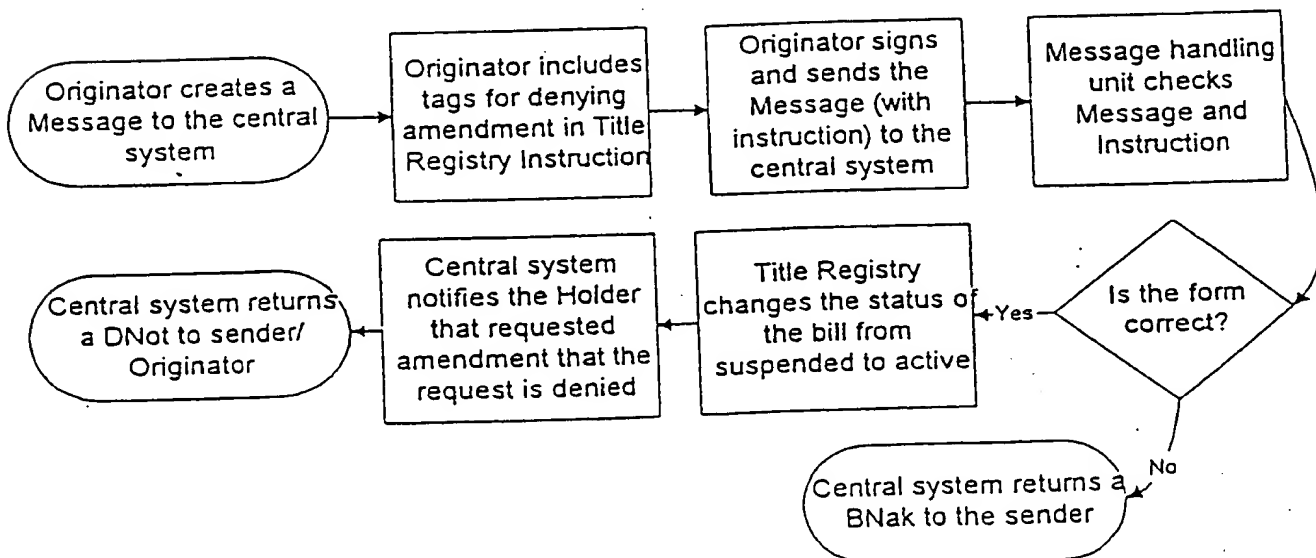 Originator creates a
Message to the central
system
Originator includes
tags for denying
amendment in Title
Registry Instruction
Originator signs
and sends the
Message (with
instruction) to the
central system
Message handling
unit checks
Message and
Instruction
Is the form
correct?
Yes
Title Registry
changes the status of
the bill from
suspended to active
Central system
notifies the Holder
that requested
amendment that the
request is denied
Central system returns
a DNot to sender/
Originator
No
Central system returns a
BNak to the sender